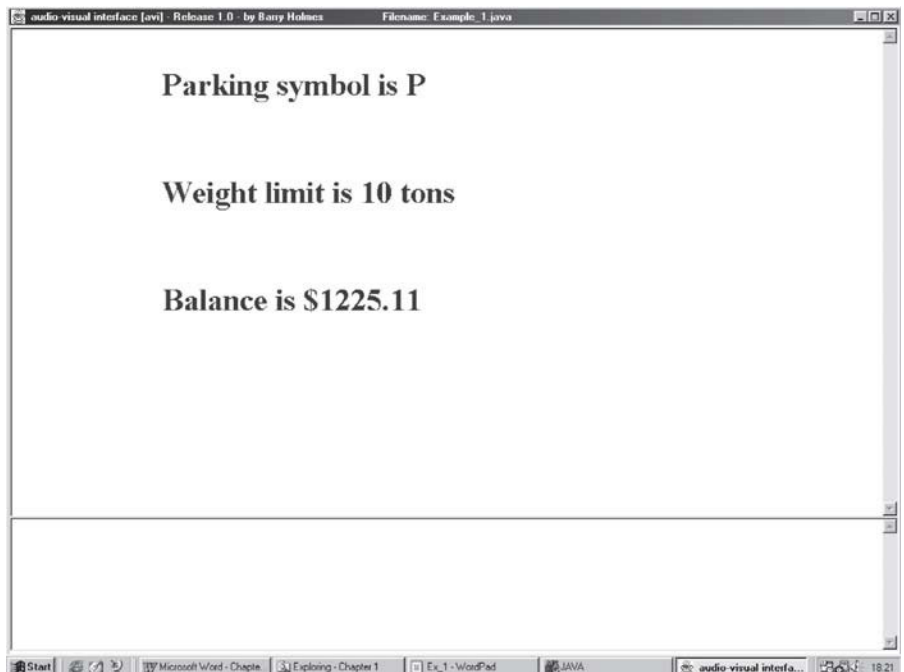 audio-visual interface [avi] - Release 1.0 - by Barry Holmes Filename: Example_1.java
Parking symbol is P
Weight limit is 10 tons
Balance is $1225.11
Start Microsoft Word - Chapte... Exploring - Chapter 1 Ex_1 - WordPad JAVA audio-visual interfa... 18:21